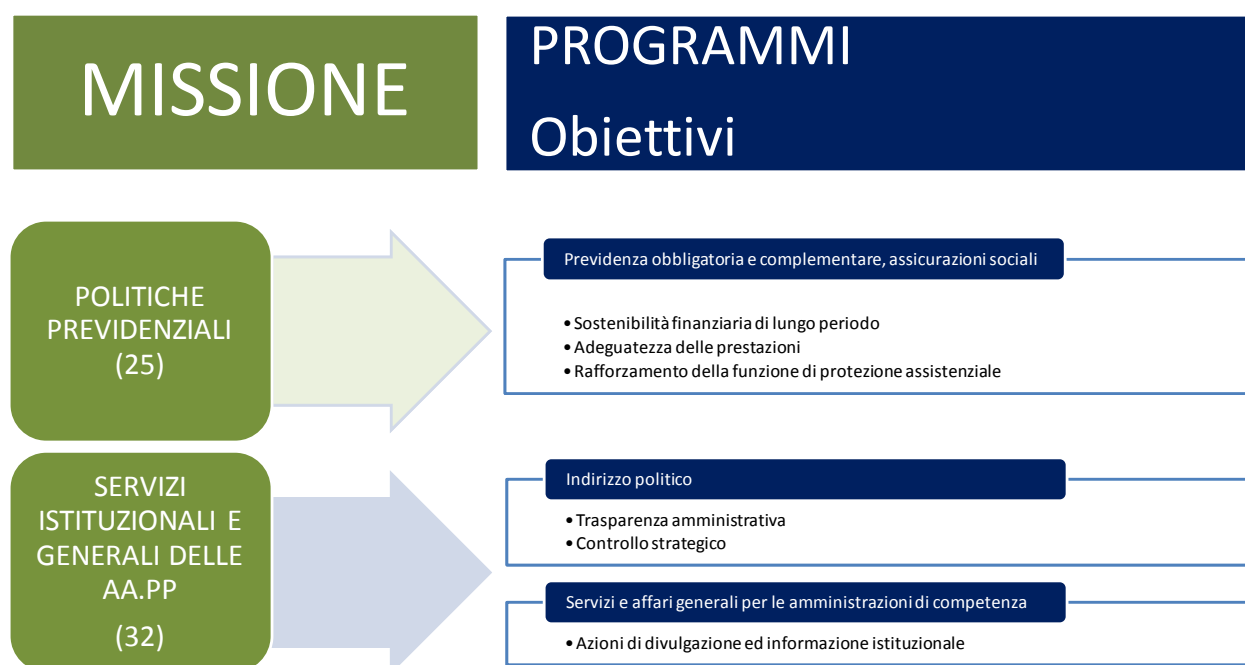 MISSIONE
PROGRAMMI
Obiettivi
POLITICHE
PREVIDENZIALI
(25)
Previdenza obbligatoria e complementare, assicurazioni sociali
• Sostenibilità finanziaria di lungo periodo
• Adeguatezza delle prestazioni
• Rafforzamento della funzione di protezione assistenziale
SERVIZI
ISTITUZIONALI E
GENERALI DELLE
AA.PP
(32)
Indirizzo politico
• Trasparenza amministrativa
• Controllo strategico
Servizi e affari generali per le amministrazioni di competenza
• Azioni di divulgazione ed informazione istituzionale